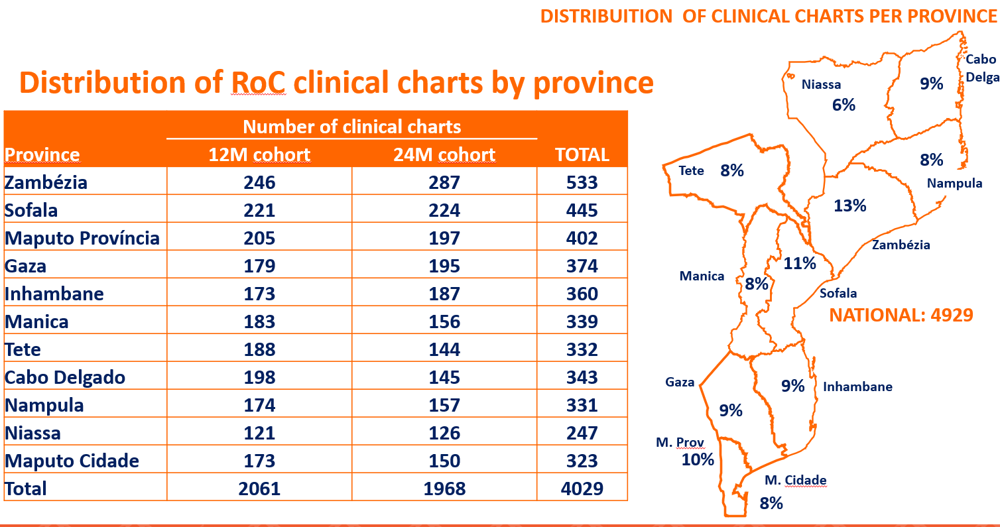 DISTRIBUITION OF CLINICAL CHARTS PER PROVINCE
Distribution of RoC clinical charts by province
Number of clinical charts
Province 12M cohort 24M cohort TOTAL
Zambézia 246 287 533
Sofala 221 224 445
Maputo Província 205 197 402
Gaza 179 195 374
Inhambane 173 187 360
Manica 183 156 339
Tete 188 144 332
Cabo Delgado 198 145 343
Nampula 174 157 331
Niassa 121 126 247
Maputo Cidade 173 150 323
Total 2061 1968 4029
Cabo
Delga
9%
Niassa
6%
8%
Nampula
Tete 8%
13%
Zambézia
11%
Manica
8%
Sofala
NATIONAL: 4929
Gaza
9%
Inhambane
9%
M. Prov
10%
M. Cidade
8%